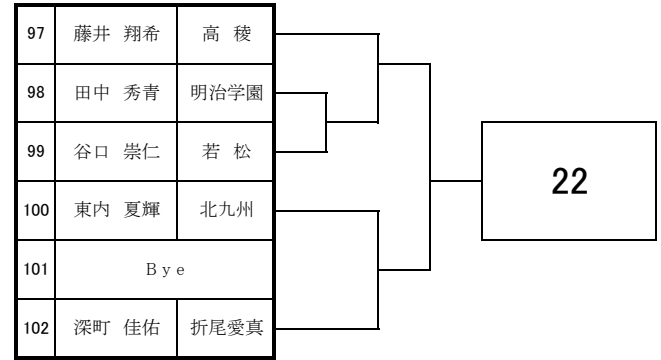 97 藤井 翔希 高 稜
98 田中 秀青 明治学園
99 谷口 崇仁 若 松
100 東内 夏輝 北九州
22
101 Bye
102 深町 佳佑 折尾愛真